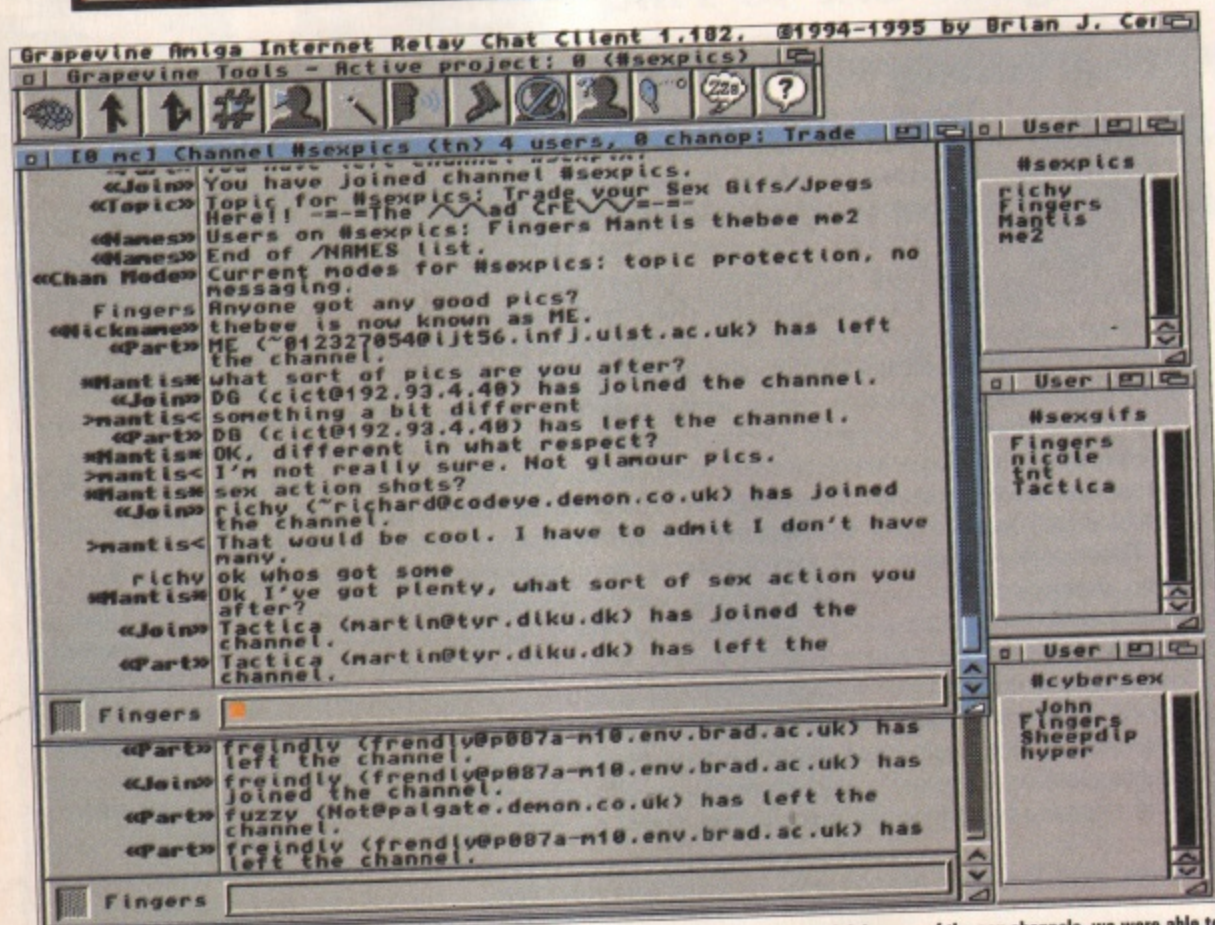 Grapevine Amiga Internet Relay Chat Client 1.102. ©1994-1995 by Brian J. Cer
Grapevine Tools - Active project: 0 (#sexpics)
Zzs
?
[0 mc] Channel #sexpics (tn) 4 users, 0 chanop: Trade
«Join» You have joined channel #sexpics.
«Topic» Topic for #sexpics: Trade your Sex Gifs/Jpegs
Here!! -=-=The /\/\ad CrE\/\/=-=-
«Names» Users on #sexpics: Fingers Mantis thebee me2
«Names» End of /NAMES list.
«Chan Mode» Current modes for #sexpics: topic protection, no
messaging.
Fingers Anyone got any good pics?
«Nickname» thebee is now known as ME.
«Part» ME (~012327054@ijt56.infj.ulst.ac.uk) has left
the channel.
*Mantis* what sort of pics are you after?
«Join» DG (cict@192.93.4.40) has joined the channel.
>mantis< something a bit different
«Part» DG (cict@192.93.4.40) has left the channel.
*Mantis* OK, different in what respect?
>mantis< I'm not really sure. Not glamour pics.
*Mantis* sex action shots?
«Join» richy (~richard@codeye.demon.co.uk) has joined
the channel.
>mantis< That would be cool. I have to admit I don't have
many.
richy ok whos got some
*Mantis* Ok I've got plenty, what sort of sex action you
after?
«Join» Tactica (martin@tyr.diku.dk) has joined the
channel.
«Part» Tactica (martin@tyr.diku.dk) has left the
channel.
Fingers
«Part» freindly (frendly@p087a-m10.env.brad.ac.uk) has
left the channel.
«Join» freindly (frendly@p087a-m10.env.brad.ac.uk) has
joined the channel.
«Part» fuzzy (Not@palgate.demon.co.uk) has left the
channel.
«Part» freindly (frendly@p087a-m10.env.brad.ac.uk) has
left the channel.
Fingers
User
#sexpics
richy
Fingers
Mantis
me2
User
#sexgifs
Fingers
nicole
tnt
Tactica
User
#cybersex
John
Fingers
Sheepdip
hyper
channels, we were able to